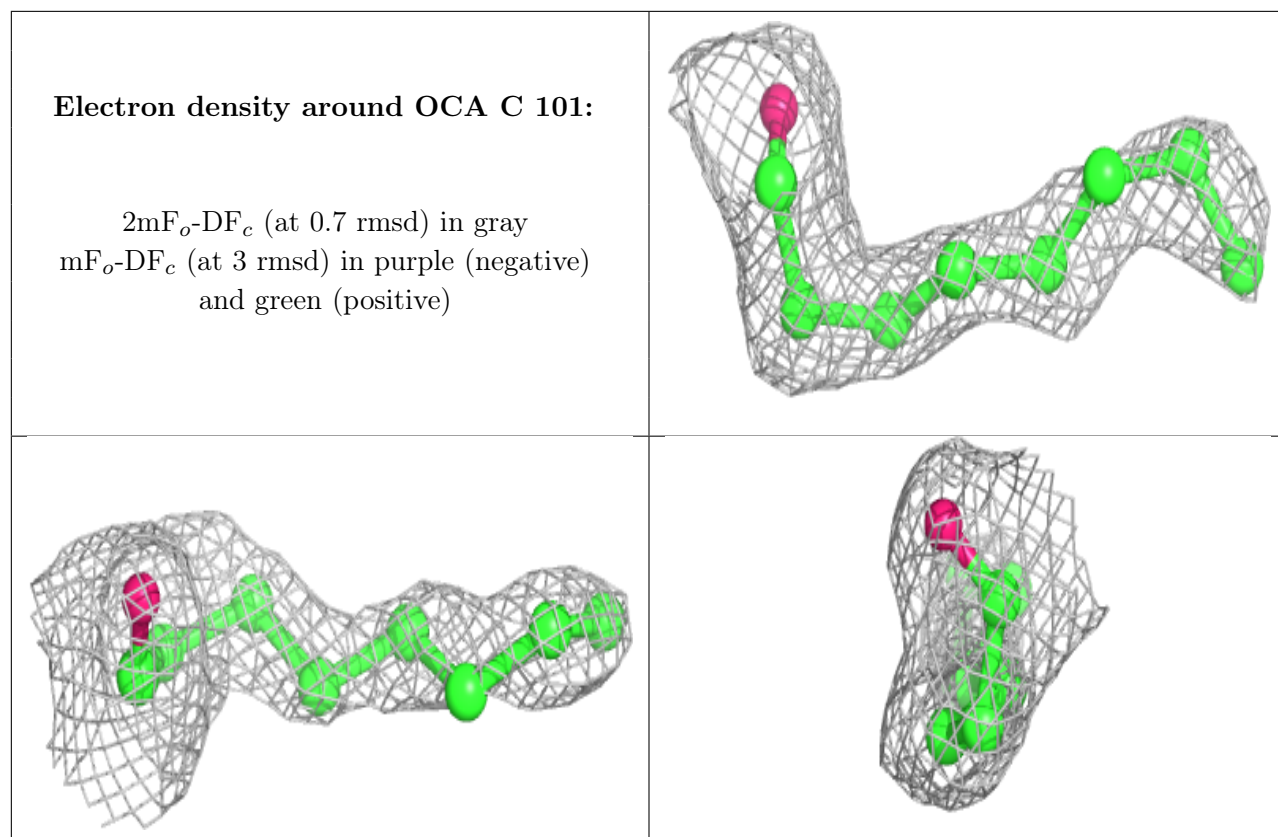 Electron density around OCA C 101:
2mFₒ-DF𝒸 (at 0.7 rmsd) in gray
mFₒ-DF𝒸 (at 3 rmsd) in purple (negative)
and green (positive)